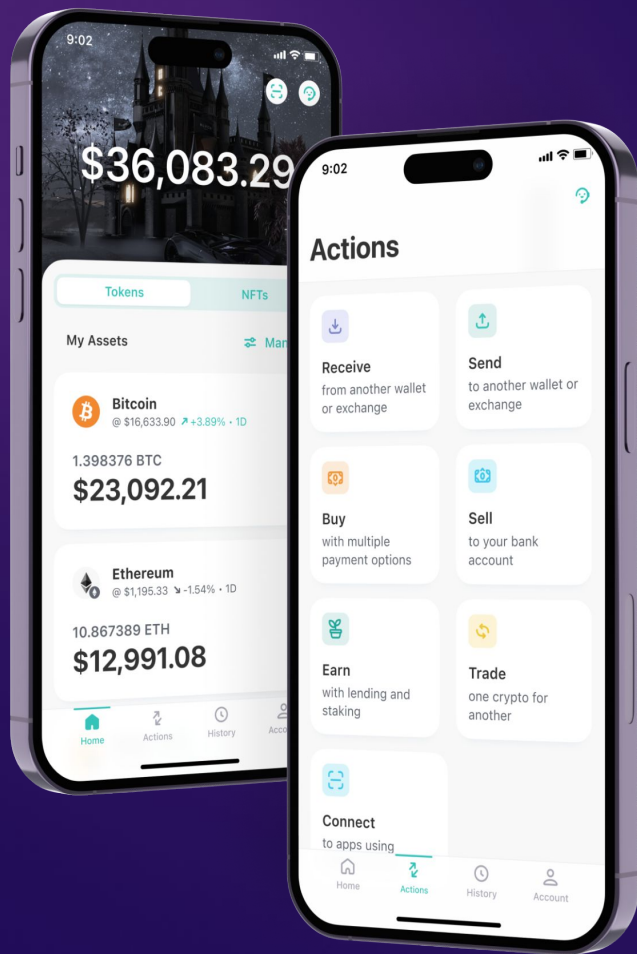 9:02
$36,083.29
Tokens
NFTs
My Assets
Man
Bitcoin
@ $16,633.90 ↗ +3.89% • 1D
1.398376 BTC
$23,092.21
Ethereum
@ $1,195.33 ↘ -1.54% • 1D
10.867389 ETH
$12,991.08
Home
Actions
History
Acco
9:02
Actions
Receive
from another wallet
or exchange
Send
to another wallet or
exchange
Buy
with multiple
payment options
Sell
to your bank
account
Earn
with lending and
staking
Trade
one crypto for
another
Connect
to apps using
Home
Actions
History
Account